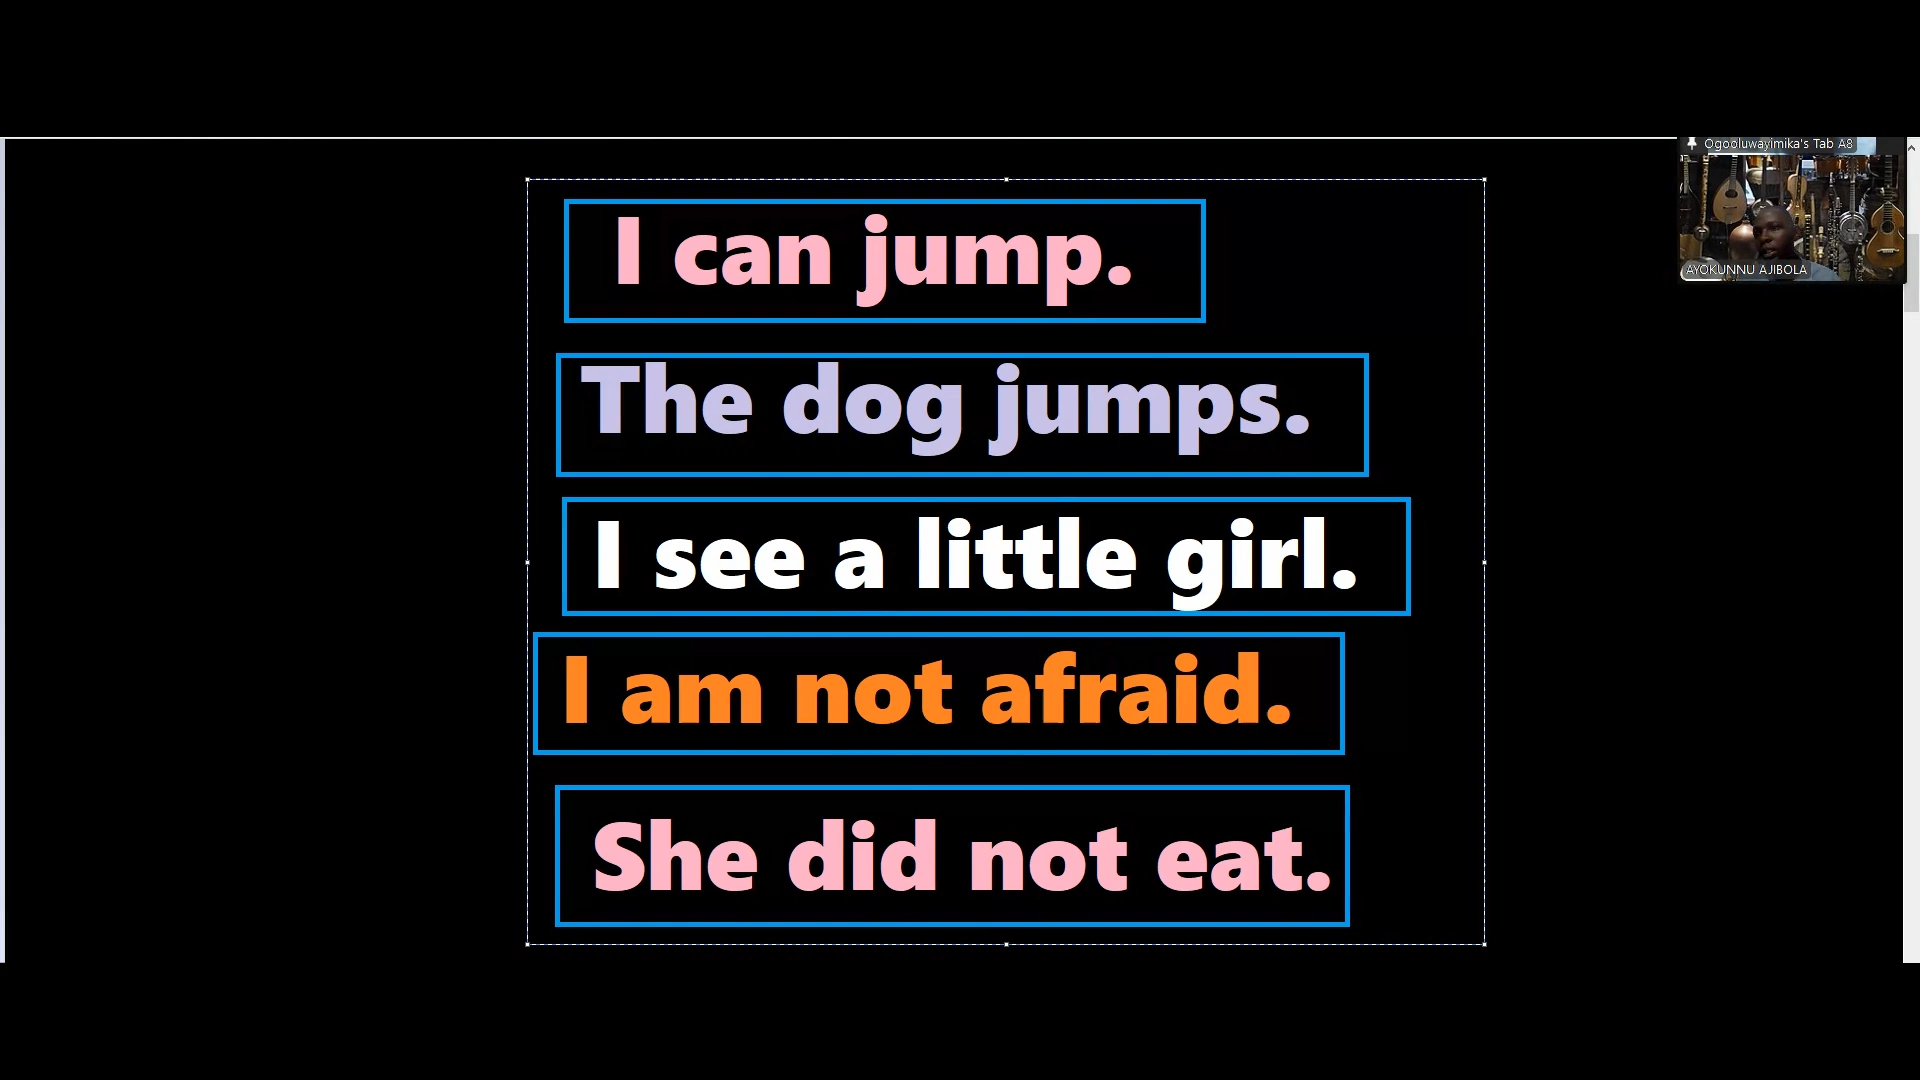 Ogooluwayimika's Tab A8
AYOKUNNU AJIBOLA
I can jump.
The dog jumps.
I see a little girl.
I am not afraid.
She did not eat.